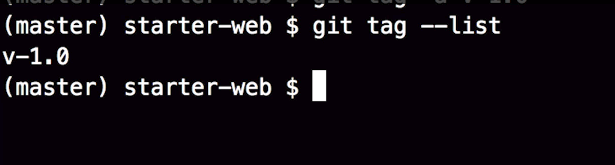 (master) starter-web $ git tag --list
v-1.0
(master) starter-web $